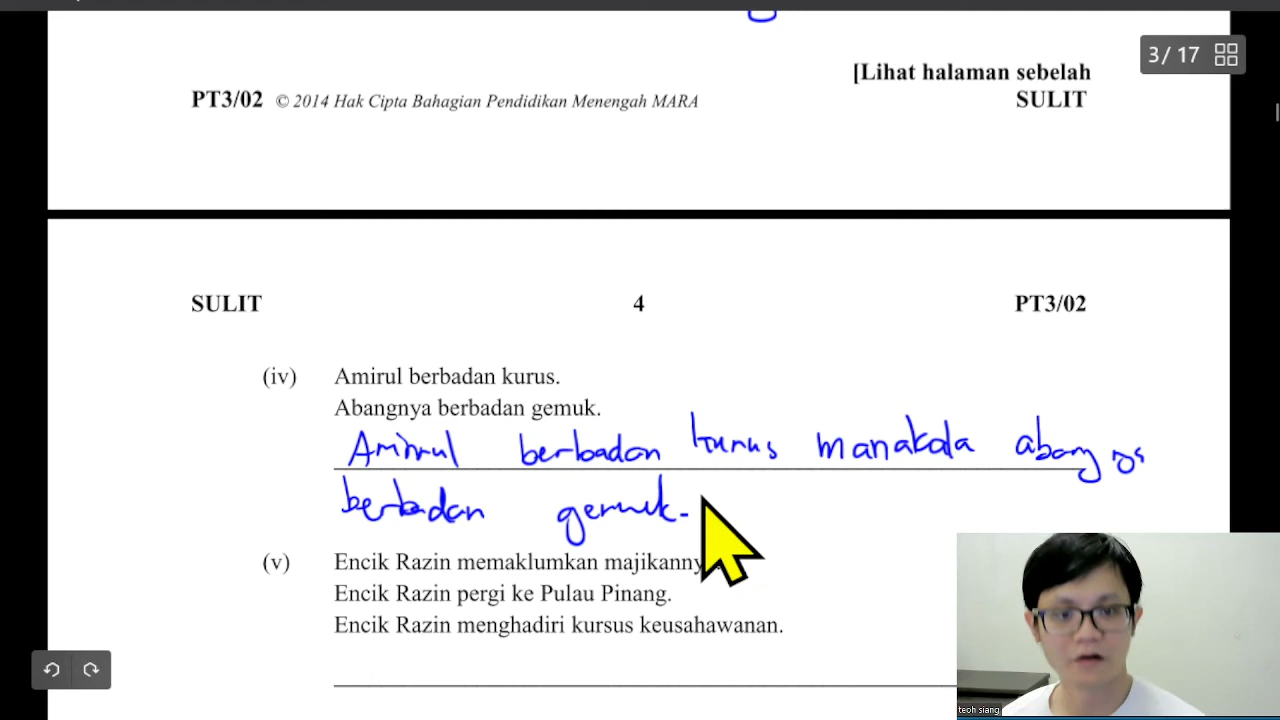 3/ 17
[Lihat halaman sebelah
PT3/02 © 2014 Hak Cipta Bahagian Pendidikan Menengah MARA SULIT
SULIT 4 PT3/02
(iv) Amirul berbadan kurus.
Abangnya berbadan gemuk.
Amirul berbadan kurus manakala abangnya
berbadan gemuk.
(v) Encik Razin memaklumkan majikanny
Encik Razin pergi ke Pulau Pinang.
Encik Razin menghadiri kursus keusahawanan.
teoh siang